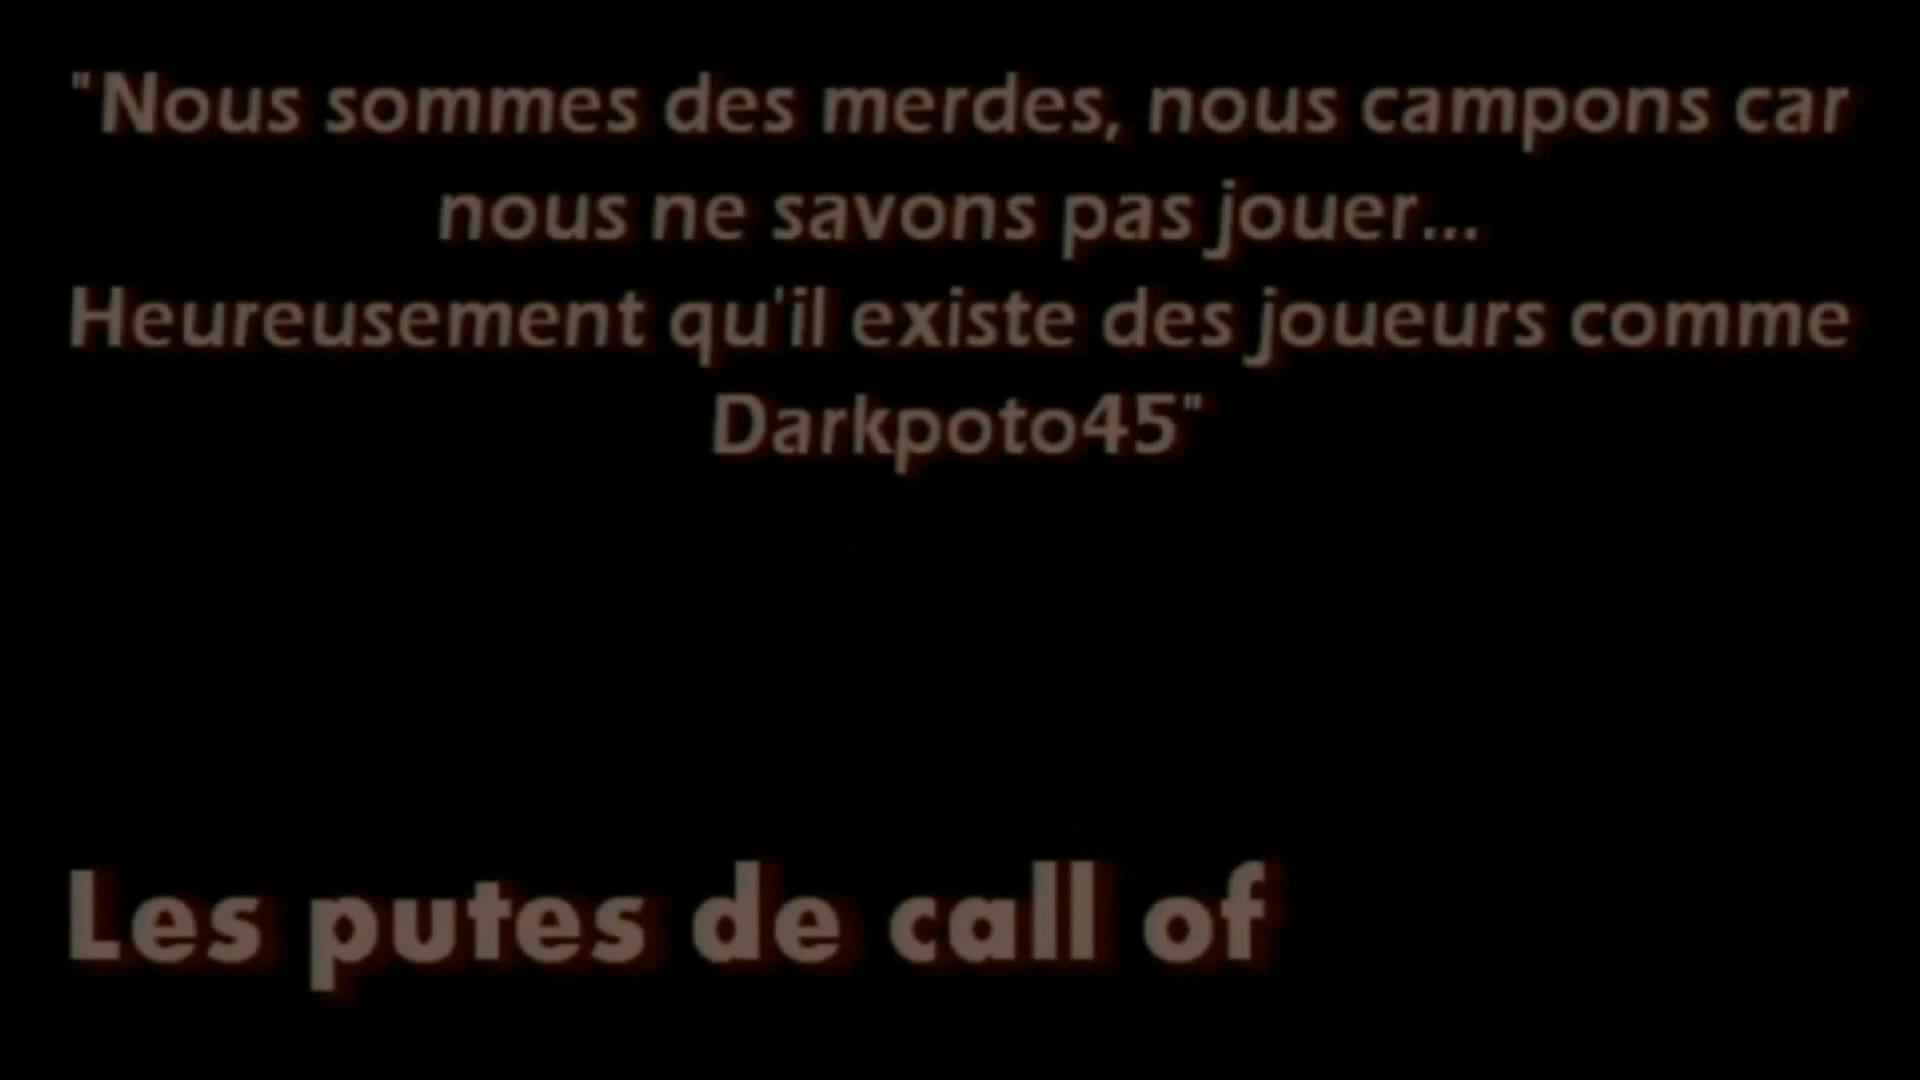 "Nous sommes des merdes, nous campons car
nous ne savons pas jouer...
Heureusement qu'il existe des joueurs comme
Darkpoto45"
Les putes de call of